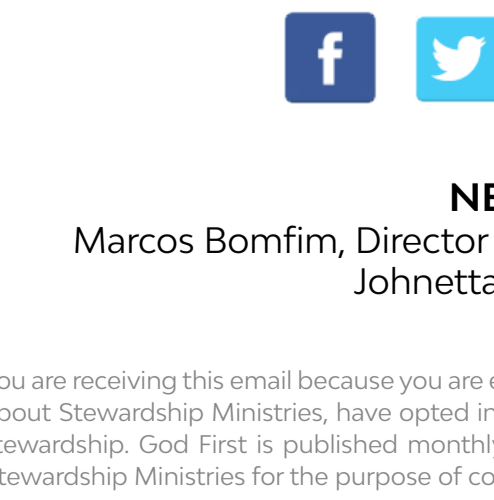 NE
Marcos Bomfim, Director
Johnetta
ou are receiving this email because you are e
bout Stewardship Ministries, have opted in
tewardship. God First is published monthly
tewardship Ministries for the purpose of co